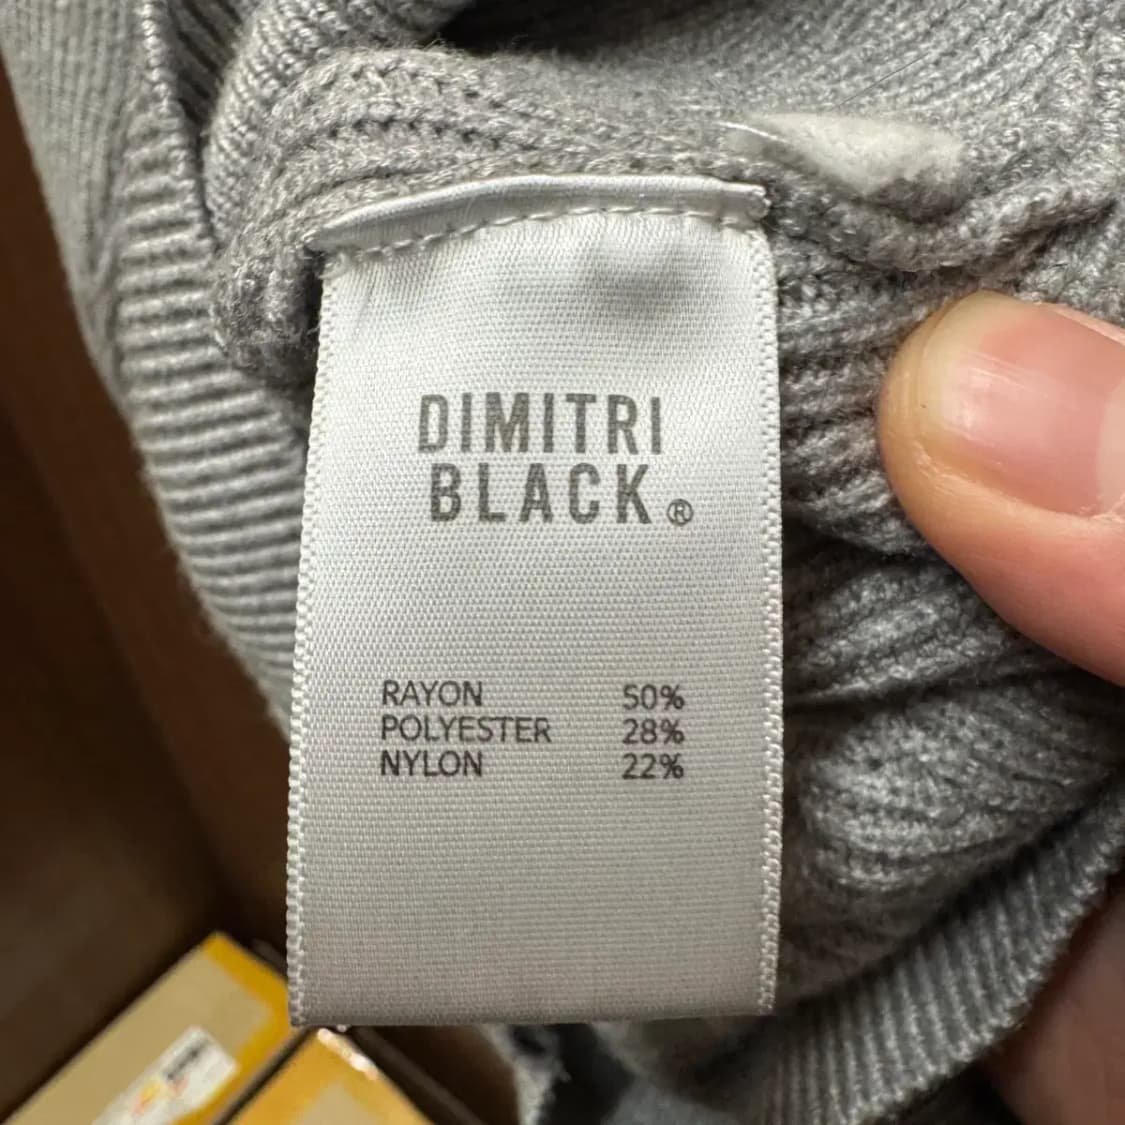 DIMITRI
BLACK®
RAYON 50%
POLYESTER 28%
NYLON 22%